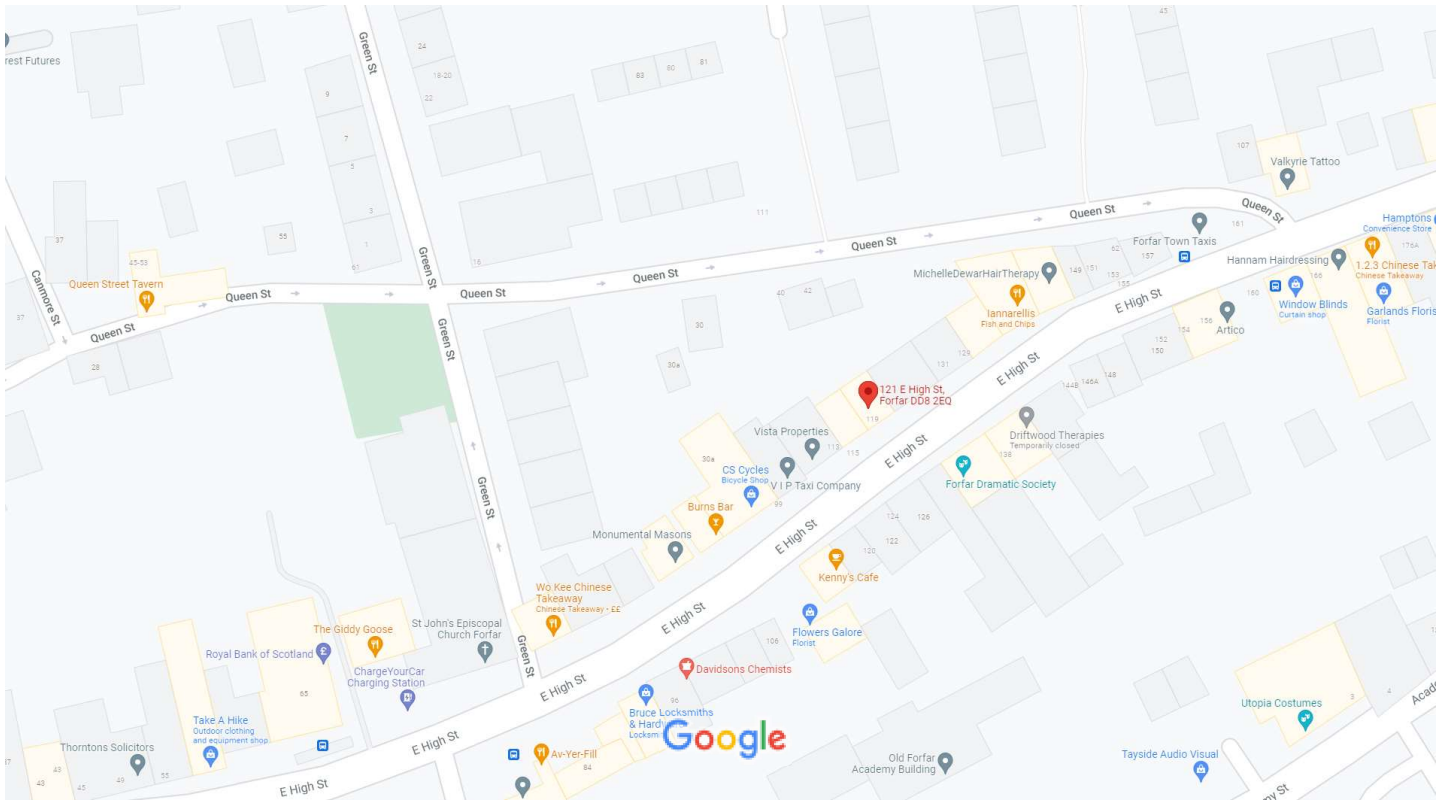 rest Futures
Green St
24
18-20
22
9
7
5
3
1
61
83
80
81
45
107
Valkyrie Tattoo
37
55
111
16
Queen St
Queen St
161
Hamptons
Convenience Store
Forfar Town Taxis
176A
Canmore St
45-53
Queen Street Tavern
Green St
Queen St
Queen St
Queen St
Queen St
Queen St
62
157
149
151
153
155
MichelleDewarHairTherapy
Iannarellis
Fish and Chips
E High St
Hannam Hairdressing
166
160
1.2.3 Chinese Tak
Chinese Takeaway
Window Blinds
Curtain shop
Garlands Floris
Florist
37
28
Green St
40
42
30
30a
131
129
156
154
152
150
Artico
E High St
144B
146A
148
121 E High St,
Forfar DD8 2EQ
119
Vista Properties
113
115
E High St
Driftwood Therapies
Temporarily closed
138
30a
CS Cycles
Bicycle Shop
V I P Taxi Company
99
Forfar Dramatic Society
Green St
Burns Bar
Monumental Masons
E High St
124
126
122
120
Kenny's Cafe
Wo Kee Chinese
Takeaway
Chinese Takeaway · ££
E High St
Flowers Galore
Florist
106
The Giddy Goose
St John's Episcopal
Church Forfar
Green St
Royal Bank of Scotland
ChargeYourCar
Charging Station
65
E High St
Davidsons Chemists
96
Bruce Locksmiths
& Hardw
Locksm
Google
Take A Hike
Outdoor clothing
and equipment shop
Thorntons Solicitors
43
43
45
49
55
E High St
E High St
Av-Yer-Fill
84
Old Forfar
Academy Building
Utopia Costumes
3
4
Acad
Tayside Audio Visual
my St